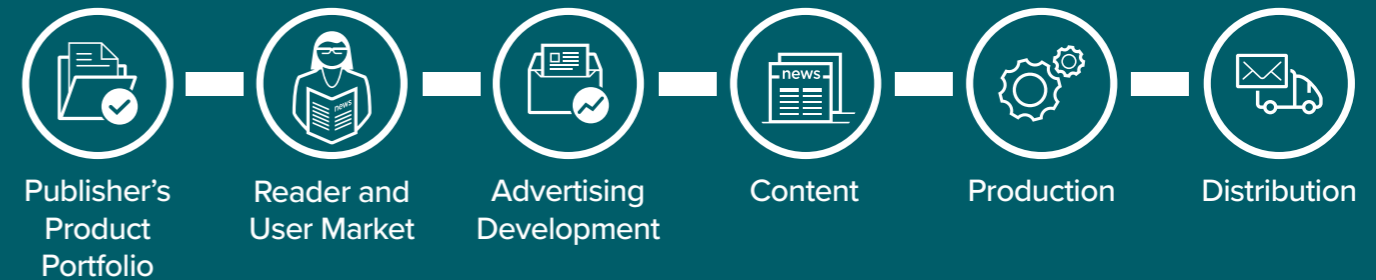 news
news
Publisher’s
Product
Portfolio
Reader and
User Market
Advertising
Development
Content
Production
Distribution